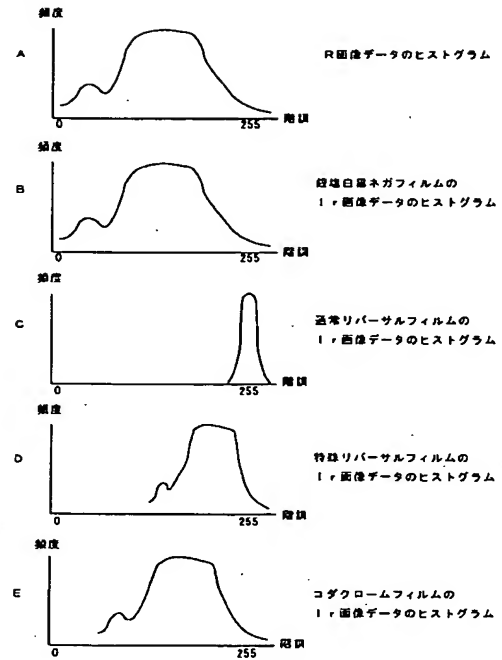 頻度
A
R画像データのヒストグラム
0
255
階調
頻度
B
銀塩白黒ネガフィルムの
Ir画像データのヒストグラム
0
255
階調
頻度
C
通常リバーサルフィルムの
Ir画像データのヒストグラム
0
255
階調
頻度
D
特殊リバーサルフィルムの
Ir画像データのヒストグラム
0
255
階調
頻度
E
コダクロームフィルムの
Ir画像データのヒストグラム
0
255
階調